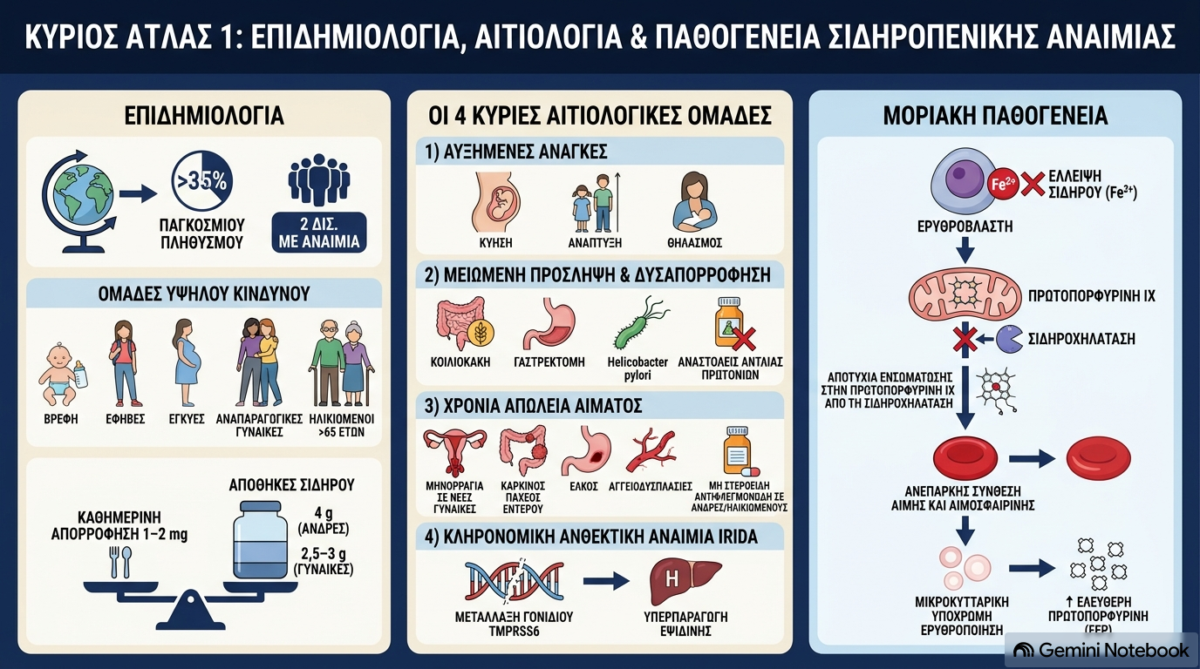 ΚΥΡΙΟΣ ΑΤΛΑΣ 1: ΕΠΙΔΗΜΙΟΛΟΓΙΑ, ΑΙΤΙΟΛΟΓΙΑ & ΠΑΘΟΓΕΝΕΙΑ ΣΙΔΗΡΟΠΕΝΙΚΗΣ ΑΝΑΙΜΙΑΣ
ΕΠΙΔΗΜΙΟΛΟΓΙΑ
>35%
ΠΑΓΚΟΣΜΙΟΥ
ΠΛΗΘΥΣΜΟΥ
2 ΔΙΣ.
ΜΕ ΑΝΑΙΜΙΑ
ΟΜΑΔΕΣ ΥΨΗΛΟΥ ΚΙΝΔΥΝΟΥ
ΒΡΕΦΗ
ΕΦΗΒΕΣ
ΕΓΚΥΕΣ
ΑΝΑΠΑΡΑΓΩΓΙΚΕΣ
ΓΥΝΑΙΚΕΣ
ΗΛΙΚΙΩΜΕΝΟΙ
>65 ΕΤΩΝ
ΚΑΘΗΜΕΡΙΝΗ
ΑΠΟΡΡΟΦΗΣΗ 1–2 mg
ΑΠΟΘΗΚΕΣ ΣΙΔΗΡΟΥ
4 g
(ΑΝΔΡΕΣ)
2,5–3 g
(ΓΥΝΑΙΚΕΣ)
ΟΙ 4 ΚΥΡΙΕΣ ΑΙΤΙΟΛΟΓΙΚΕΣ ΟΜΑΔΕΣ
1) ΑΥΞΗΜΕΝΕΣ ΑΝΑΓΚΕΣ
ΚΥΗΣΗ
ΑΝΑΠΤΥΞΗ
ΘΗΛΑΣΜΟΣ
2) ΜΕΙΩΜΕΝΗ ΠΡΟΣΛΗΨΗ & ΔΥΣΑΠΟΡΡΟΦΗΣΗ
ΚΟΙΛΙΟΚΑΚΗ
ΓΑΣΤΡΕΚΤΟΜΗ
Helicobacter
pylori
ΑΝΑΣΤΟΛΕΙΣ ΑΝΤΛΙΑΣ
ΠΡΩΤΟΝΙΩΝ
3) ΧΡΟΝΙΑ ΑΠΩΛΕΙΑ ΑΙΜΑΤΟΣ
ΜΗΝΟΡΡΑΓΙΑ
ΣΕ ΝΕΕΣ
ΓΥΝΑΙΚΕΣ
ΚΑΡΚΙΝΟΣ
ΠΑΧΕΟΣ
ΕΝΤΕΡΟΥ
ΕΛΚΟΣ
ΑΓΓΕΙΟΔΥΣΠΛΑΣΙΕΣ
ΜΗ ΣΤΕΡΟΕΙΔΗ
ΣΕ
ΑΝΔΡΕΣ/ΗΛΙΚΙΩΜΕΝΟΥΣ
4) ΚΛΗΡΟΝΟΜΙΚΗ ΑΝΘΕΚΤΙΚΗ ΑΝΑΙΜΙΑ IRIDA
ΜΕΤΑΛΛΑΞΗ ΓΟΝΙΔΙΟΥ
TMPRSS6
H
ΥΠΕΡΠΑΡΑΓΩΓΗ
ΕΨΙΔΙΝΗΣ
ΜΟΡΙΑΚΗ ΠΑΘΟΓΕΝΕΙΑ
Fe²⁺
ΕΛΛΕΙΨΗ
ΣΙΔΗΡΟΥ (Fe²⁺)
ΕΡΥΘΡΟΒΛΑΣΤΗ
ΠΡΩΤΟΠΟΡΦΥΡΙΝΗ IX
ΣΙΔΗΡΟΧΗΛΑΤΑΣΗ
ΑΠΟΤΥΧΙΑ ΕΝΣΩΜΑΤΩΣΗΣ
ΣΤΗΝ ΠΡΩΤΟΠΟΡΦΥΡΙΝΗ IX
ΑΠΟ ΤΗ ΣΙΔΗΡΟΧΗΛΑΤΑΣΗ
ΑΝΕΠΑΡΚΗΣ ΣΥΝΘΕΣΗ
ΑΙΜΗΣ ΚΑΙ ΑΙΜΟΣΦΑΙΡΙΝΗΣ
ΜΙΚΡΟΚΥΤΤΑΡΙΚΗ
ΥΠΟΧΡΩΜΗ
ΕΡΥΘΡΟΠΟΙΗΣΗ
↑ ΕΛΕΥΘΕΡΗ
ΠΡΩΤΟΠΟΡΦΥΡΙΝΗ
(FEP)
Gemini Notebook